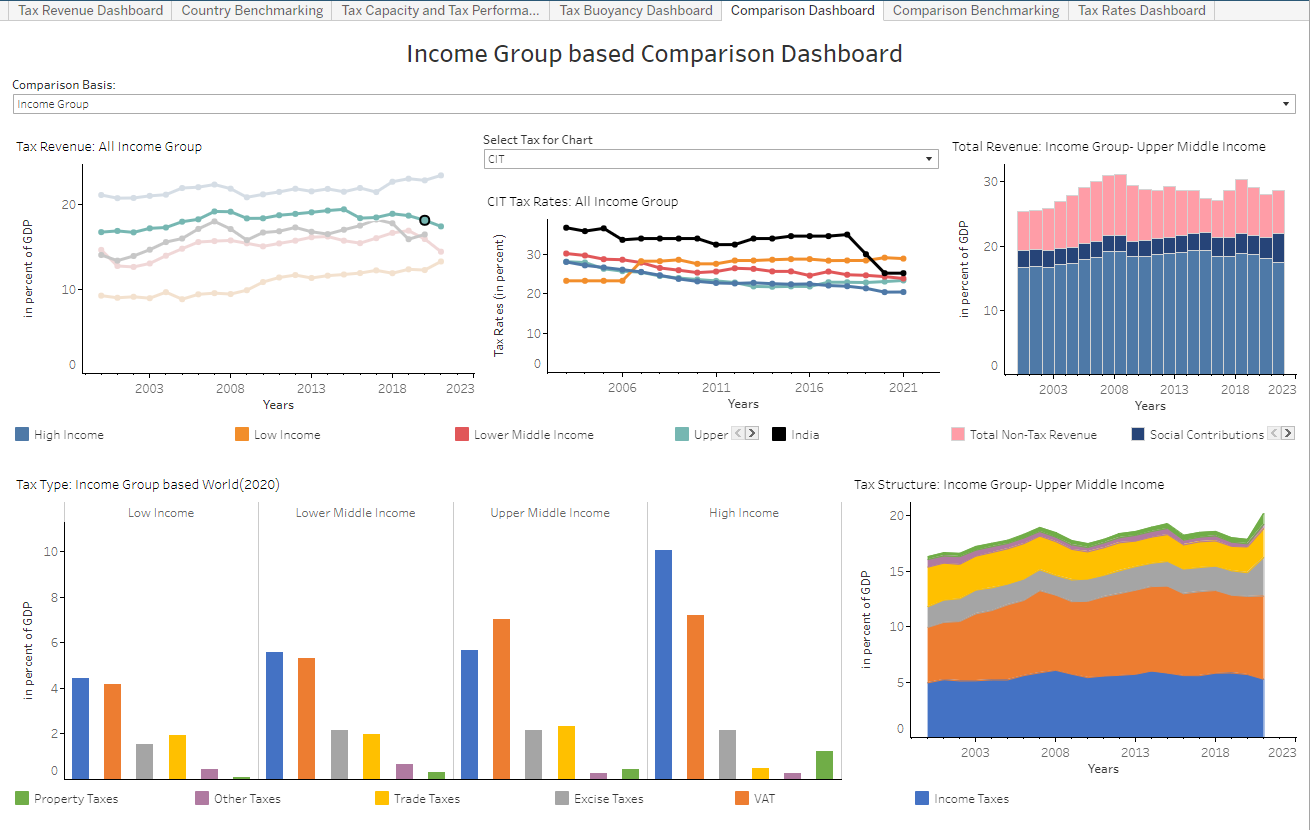 Tax Revenue Dashboard
Country Benchmarking
Tax Capacity and Tax Performa...
Tax Buoyancy Dashboard
Comparison Dashboard
Comparison Benchmarking
Tax Rates Dashboard
Income Group based Comparison Dashboard
Comparison Basis:
Income Group
Tax Revenue: All Income Group
in percent of GDP
20
10
0
2003
2008
2013
2018
2023
Years
Select Tax for Chart
CIT
CIT Tax Rates: All Income Group
Tax Rates (in percent)
30
20
10
0
2006
2011
2016
2021
Years
Total Revenue: Income Group- Upper Middle Income
in percent of GDP
30
20
10
0
2003
2008
2013
2018
2023
Years
High Income
Low Income
Lower Middle Income
Upper
India
Total Non-Tax Revenue
Social Contributions
Tax Type: Income Group based World(2020)
Low Income
Lower Middle Income
Upper Middle Income
High Income
in percent of GDP
10
8
6
4
2
0
Tax Structure: Income Group- Upper Middle Income
in percent of GDP
20
15
10
5
0
2003
2008
2013
2018
2023
Years
Property Taxes
Other Taxes
Trade Taxes
Excise Taxes
VAT
Income Taxes